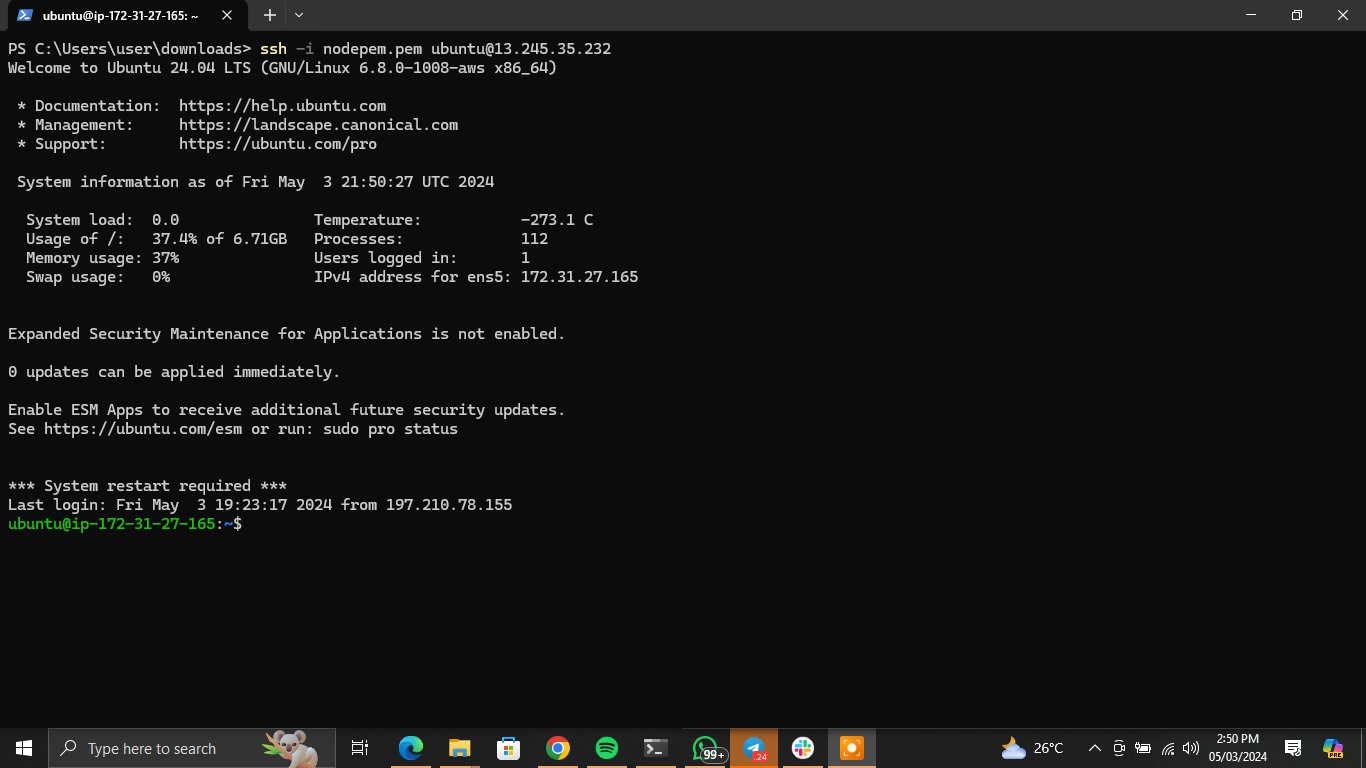 ubuntu@ip-172-31-27-165: ~
PS C:\Users\user\downloads> ssh -i nodepem.pem ubuntu@13.245.35.232
Welcome to Ubuntu 24.04 LTS (GNU/Linux 6.8.0-1008-aws x86_64)
* Documentation:  https://help.ubuntu.com
* Management:     https://landscape.canonical.com
* Support:        https://ubuntu.com/pro
System information as of Fri May  3 21:50:27 UTC 2024
System load:  0.0               Temperature:           -273.1 C
Usage of /:   37.4% of 6.71GB   Processes:             112
Memory usage: 37%               Users logged in:       1
Swap usage:   0%                IPv4 address for ens5: 172.31.27.165
Expanded Security Maintenance for Applications is not enabled.
0 updates can be applied immediately.
Enable ESM Apps to receive additional future security updates.
See https://ubuntu.com/esm or run: sudo pro status
*** System restart required ***
Last login: Fri May  3 19:23:17 2024 from 197.210.78.155
ubuntu@ip-172-31-27-165:~$
Type here to search
99+
24
26°C
2:50 PM
05/03/2024
PRE